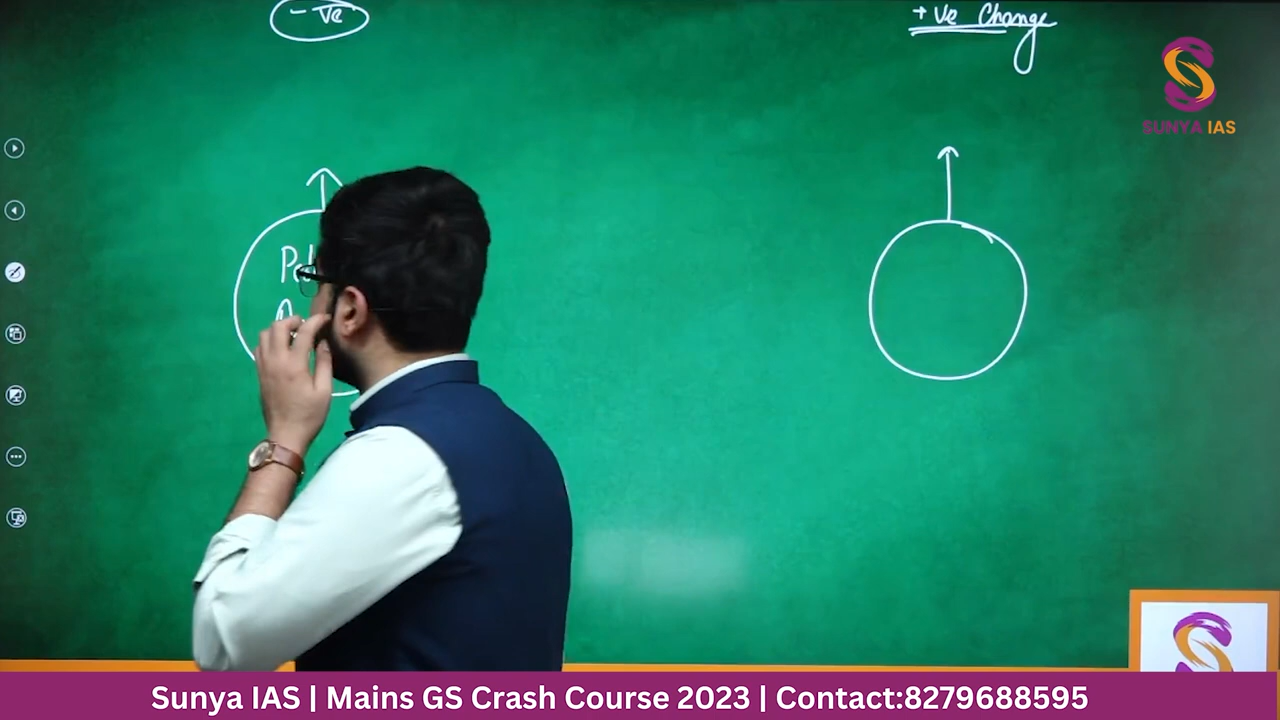 - Ve
+ Ve Change
SUNYA IAS
Sunya IAS | Mains GS Crash Course 2023 | Contact:8279688595